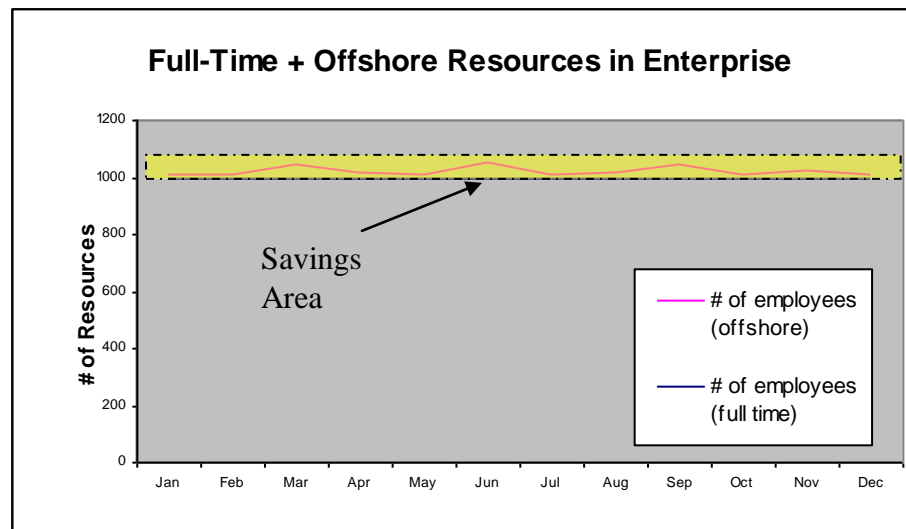 Full-Time + Offshore Resources in Enterprise
1200
1000
800
600
400
200
0
# of Resources
Savings
Area
# of employees
(offshore)
# of employees
(full time)
Jan Feb Mar Apr May Jun Jul Aug Sep Oct Nov Dec